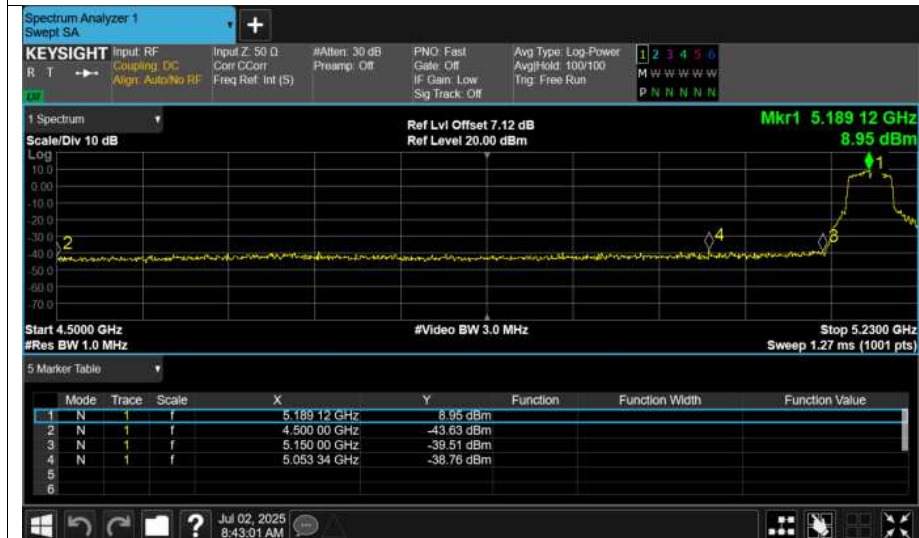 Spectrum Analyzer 1
Swept SA
+
KEYSIGHT
R T
Input: RF
Coupling: DC
Align: Auto/No RF
Input Z: 50 Ω
Corr CCorr
Freq Ref: Int (S)
#Atten: 30 dB
Preamp: Off
PNO: Fast
Gate: Off
IF Gain: Low
Sig Track: Off
Avg Type: Log-Power
Avg|Hold: 100/100
Trig: Free Run
1 2 3 4 5 6
M W W W W W
P N N N N N
1 Spectrum
Scale/Div 10 dB
Ref Lvl Offset 7.12 dB
Ref Level 20.00 dBm
Mkr1 5.189 12 GHz
8.95 dBm
Log
10.0
0.00
-10.0
-20.0
-30.0
-40.0
-50.0
-60.0
-70.0
1
2
4
3
Start 4.5000 GHz
#Res BW 1.0 MHz
#Video BW 3.0 MHz
Stop 5.2300 GHz
Sweep 1.27 ms (1001 pts)
5 Marker Table
Mode Trace Scale X Y Function Function Width Function Value
1 N 1 f 5.189 12 GHz 8.95 dBm
2 N 1 f 4.500 00 GHz -43.63 dBm
3 N 1 f 5.150 00 GHz -39.51 dBm
4 N 1 f 5.053 34 GHz -38.76 dBm
5
6
?
Jul 02, 2025
8:43:01 AM